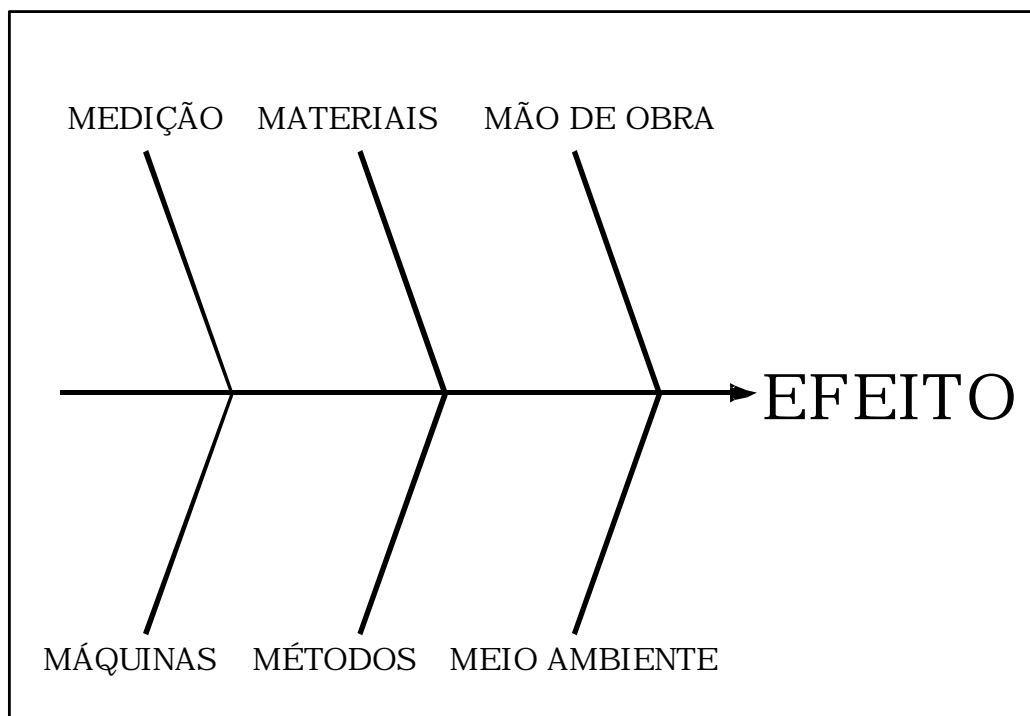 MEDIÇÃO MATERIAIS MÃO DE OBRA
EFEITO
MÁQUINAS MÉTODOS MEIO AMBIENTE